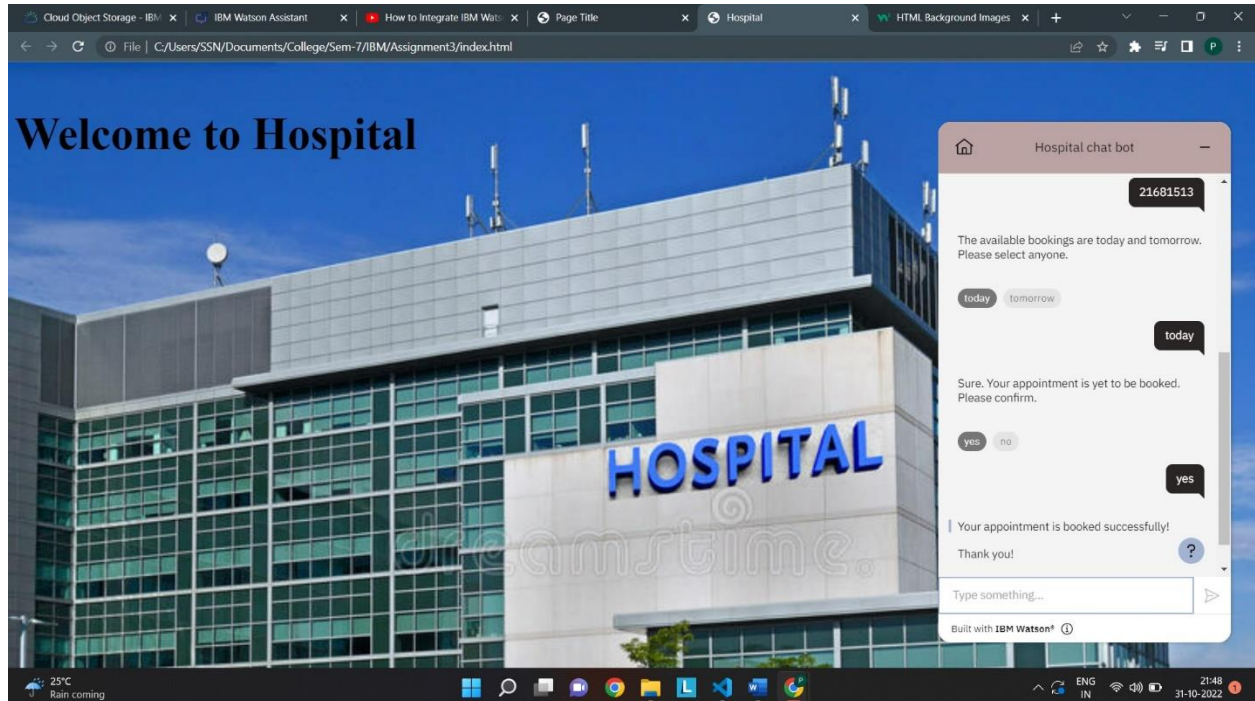 Cloud Object Storage - IBM
IBM Watson Assistant
How to Integrate IBM Wats
Page Title
Hospital
HTML Background Images
File | C:/Users/SSN/Documents/College/Sem-7/IBM/Assignment3/index.html
P
Welcome to Hospital
Hospital chat bot
21681513
The available bookings are today and tomorrow.
Please select anyone.
today tomorrow
today
Sure. Your appointment is yet to be booked.
Please confirm.
yes no
yes
Your appointment is booked successfully!
Thank you!
?
Type something...
Built with IBM Watson®
HOSPITAL
dreamstime
25°C
Rain coming
ENG
IN
21:48
31-10-2022
1